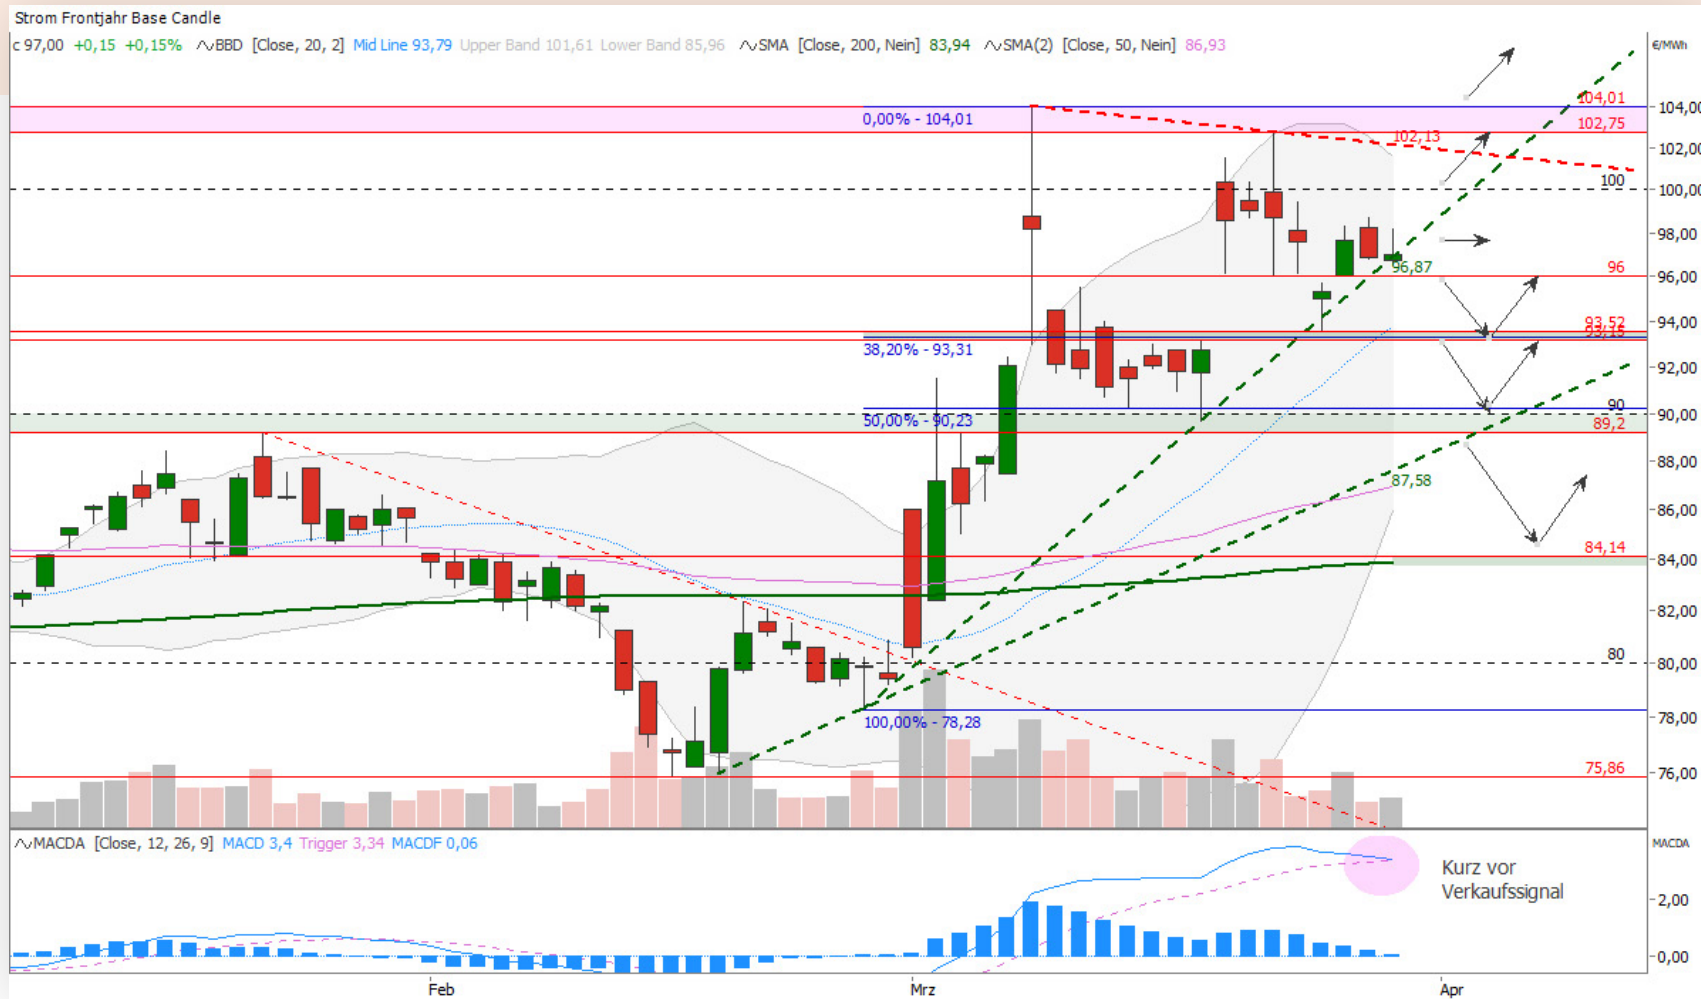 Strom Frontjahr Base Candle
c 97,00 +0,15 +0,15% BBD [Close, 20, 2] Mid Line 93,79 Upper Band 101,61 Lower Band 85,96 SMA [Close, 200, Nein] 83,94 SMA(2) [Close, 50, Nein] 86,93
€/MWh
104,01
104,00
0,00% - 104,01
102,75
102,13
102,00
100
100,00
98,00
96,87
96
96,00
93,52
94,00
93,15
38,20% - 93,31
92,00
90
90,00
50,00% - 90,23
89,2
88,00
87,58
86,00
84,14
84,00
82,00
80
80,00
100,00% - 78,28
78,00
75,86
76,00
MACDA [Close, 12, 26, 9] MACD 3,4 Trigger 3,34 MACDF 0,06
MACDA
Kurz vor
Verkaufssignal
2,00
0,00
Feb Mrz Apr